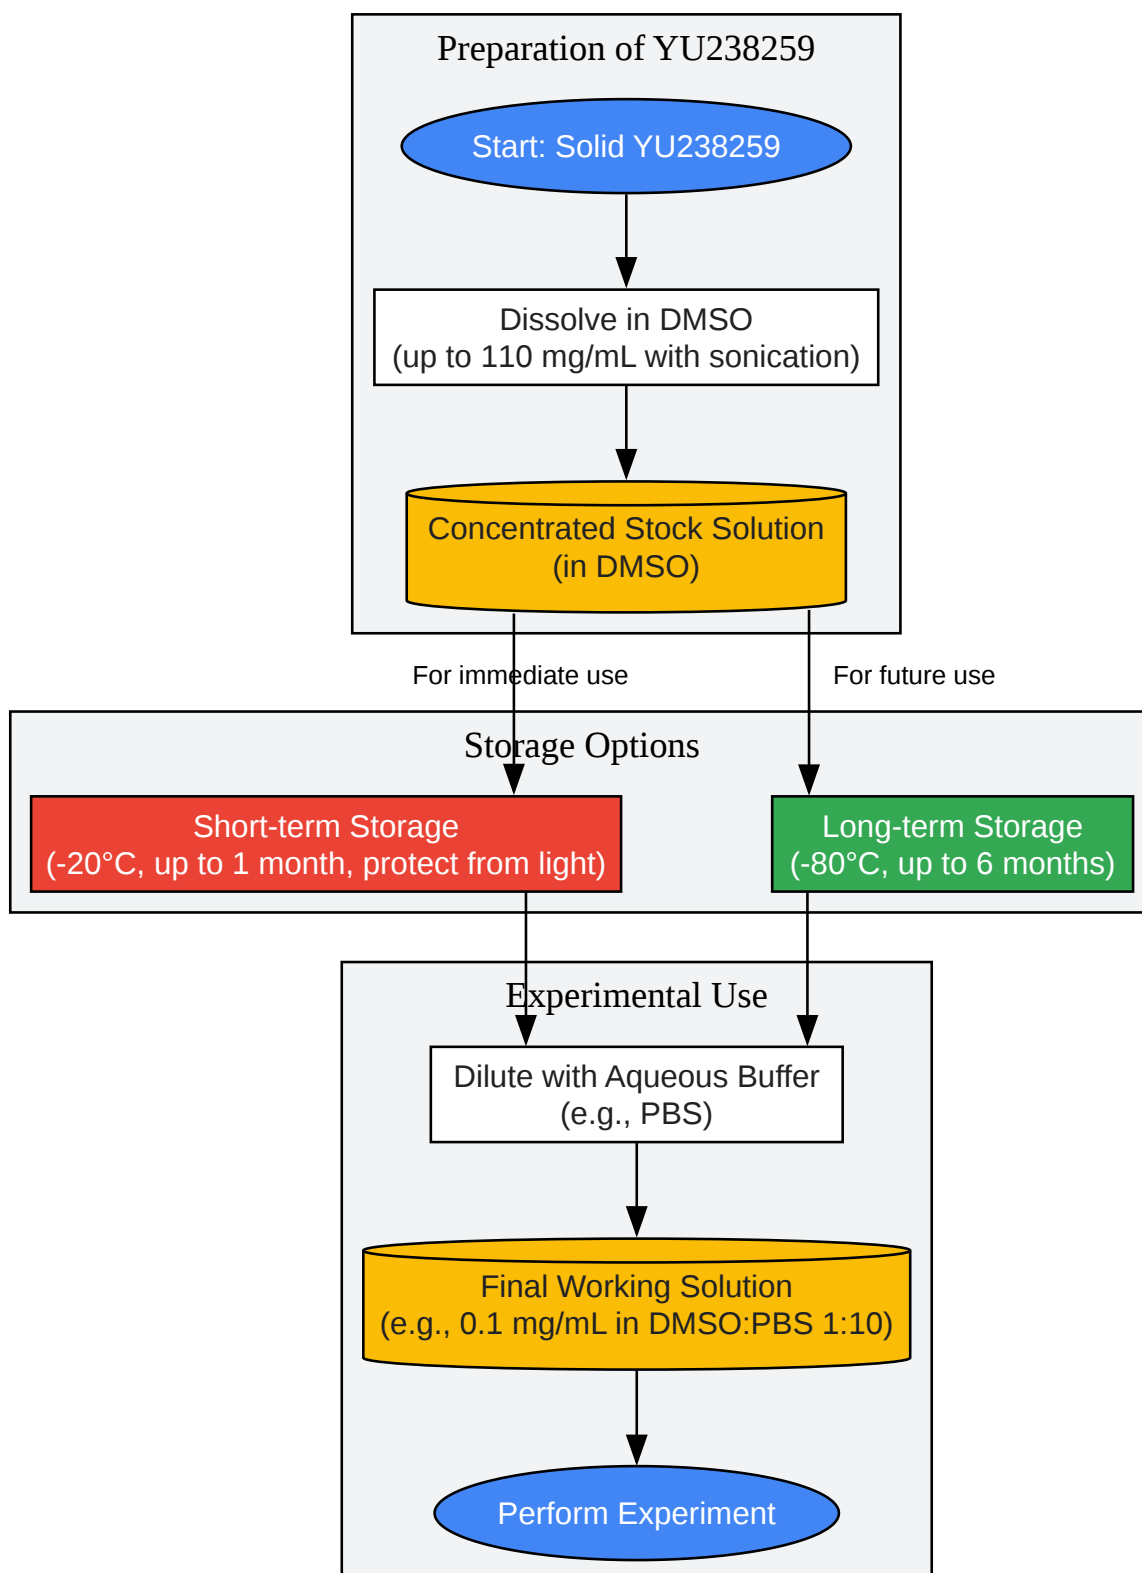 Preparation of YU238259
Start: Solid YU238259
Dissolve in DMSO
(up to 110 mg/mL with sonication)
Concentrated Stock Solution
(in DMSO)
For immediate use
For future use
Storage Options
Short-term Storage
(-20°C, up to 1 month, protect from light)
Long-term Storage
(-80°C, up to 6 months)
Experimental Use
Dilute with Aqueous Buffer
(e.g., PBS)
Final Working Solution
(e.g., 0.1 mg/mL in DMSO:PBS 1:10)
Perform Experiment